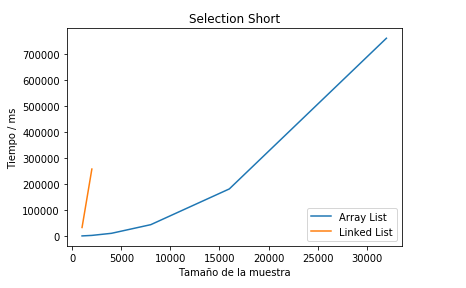 Selection Short
Tiempo / ms
700000
600000
500000
400000
300000
200000
100000
0
0 5000 10000 15000 20000 25000 30000
Tamaño de la muestra
Array List
Linked List